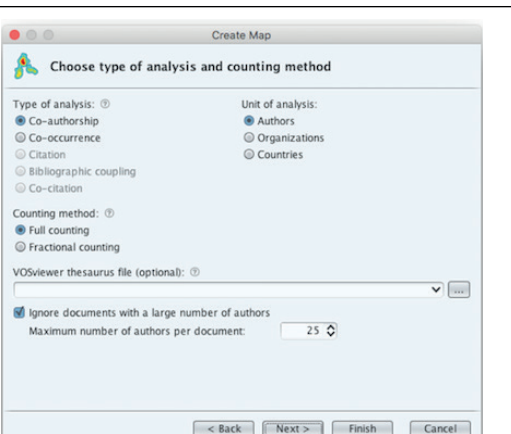 Create Map
Choose type of analysis and counting method
Type of analysis: ?
Unit of analysis:
Co-authorship
Authors
Co-occurrence
Organizations
Citation
Countries
Bibliographic coupling
Co-citation
Counting method: ?
Full counting
Fractional counting
VOSviewer thesaurus file (optional): ?
...
Ignore documents with a large number of authors
Maximum number of authors per document: 25
< Back Next > Finish Cancel